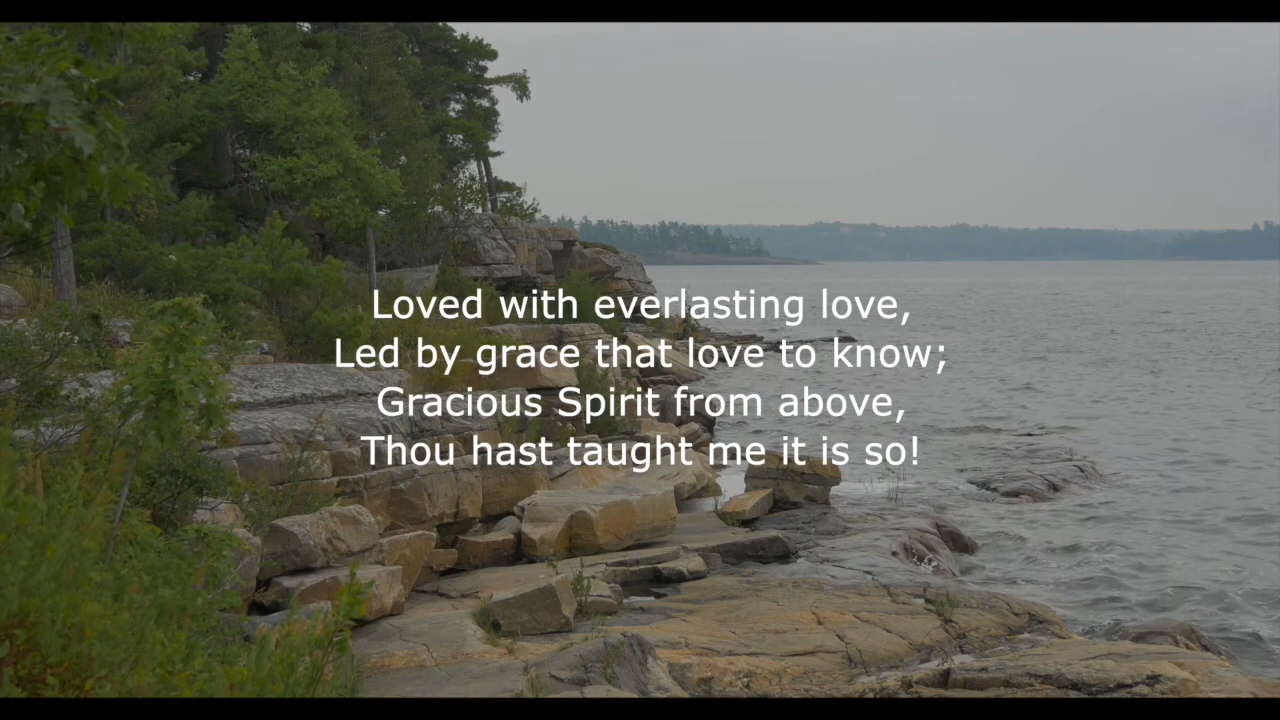 Loved with everlasting love,
Led by grace that love to know;
Gracious Spirit from above,
Thou hast taught me it is so!